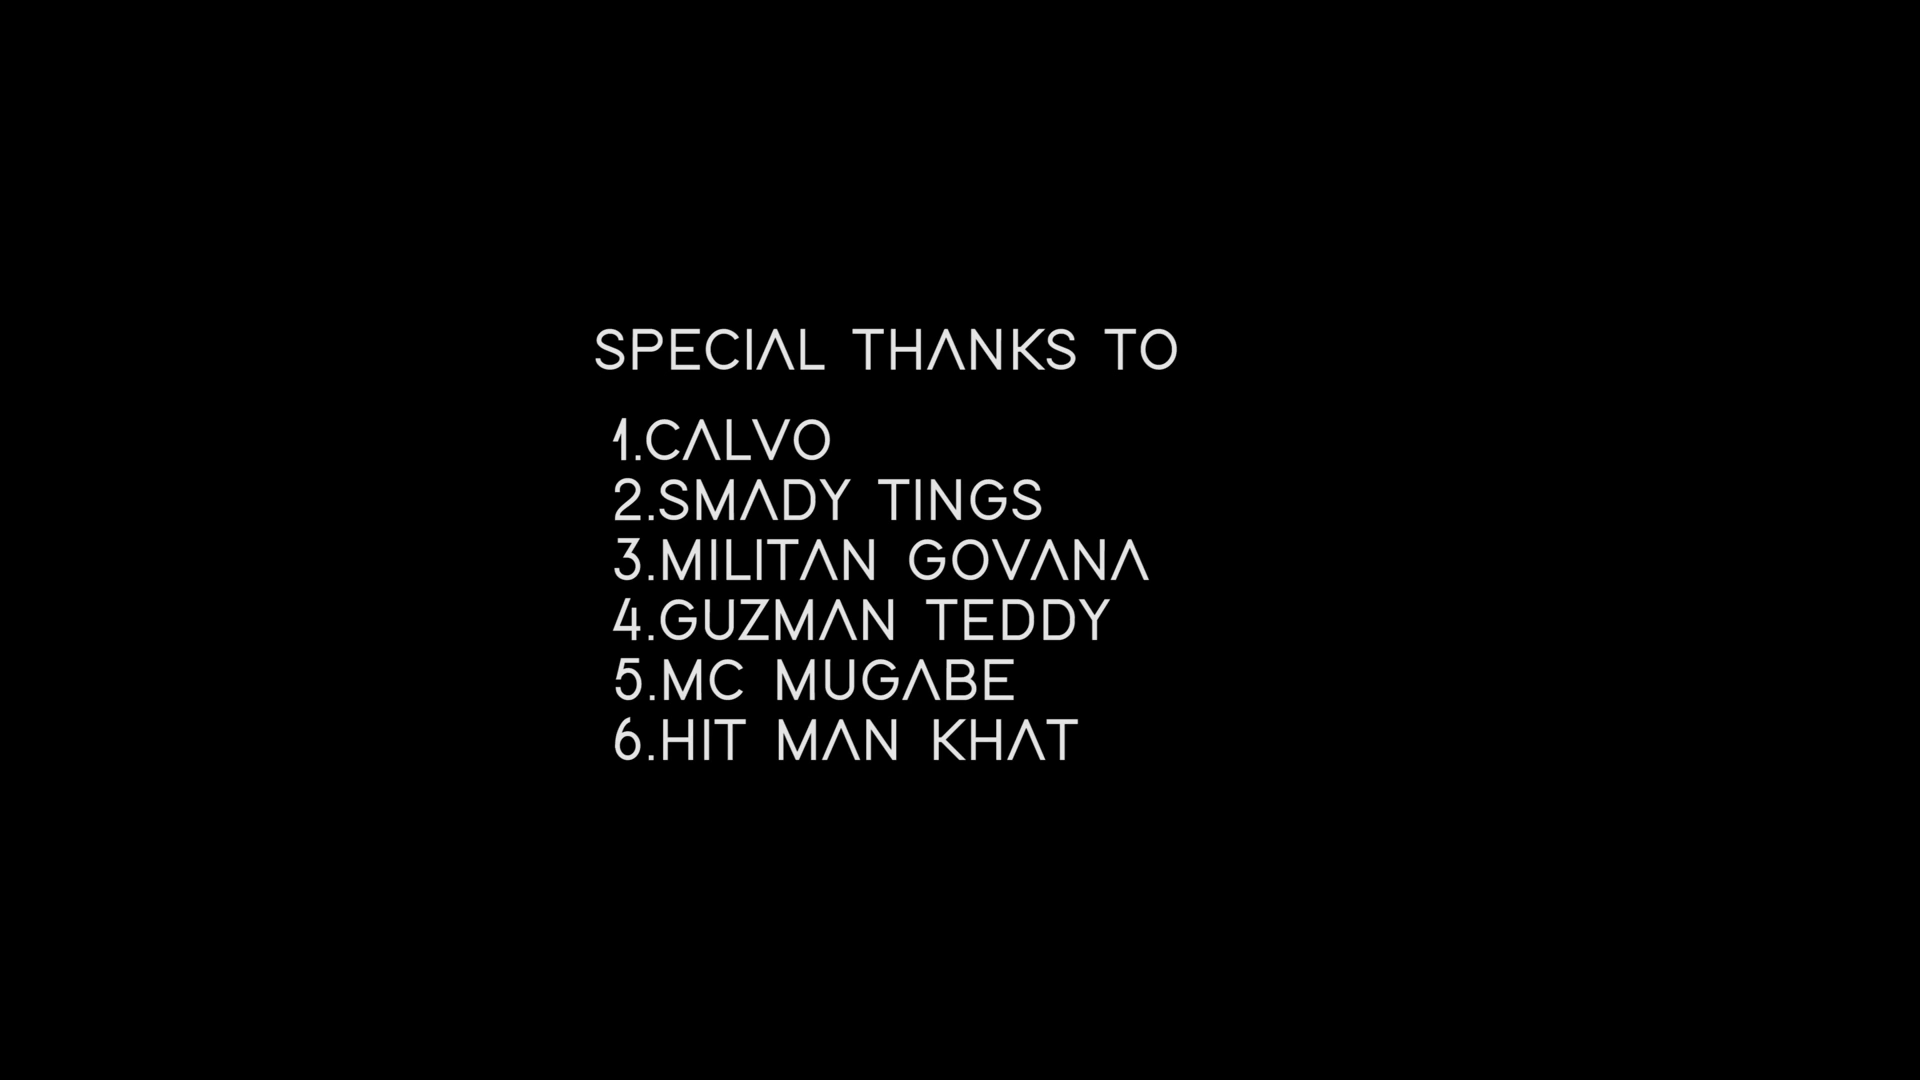 SPECIAL THANKS TO
1.CALVO
2.SMADY TINGS
3.MILITAN GOVANA
4.GUZMAN TEDDY
5.MC MUGABE
6.HIT MAN KHAT